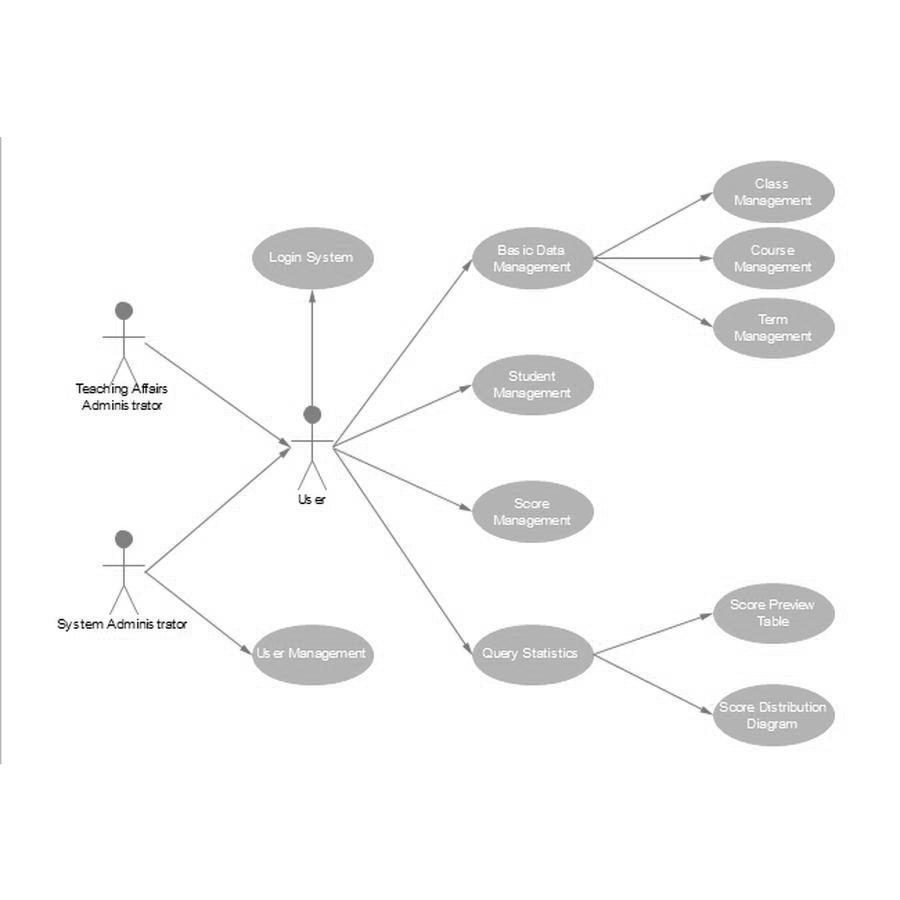 Class
Management
Login System
Basic Data
Management
Course
Management
Term
Management
Teaching Affairs
Administrator
Student
Management
User
Score
Management
System Administrator
User Management
Query Statistics
Score Preview
Table
Score Distribution
Diagram